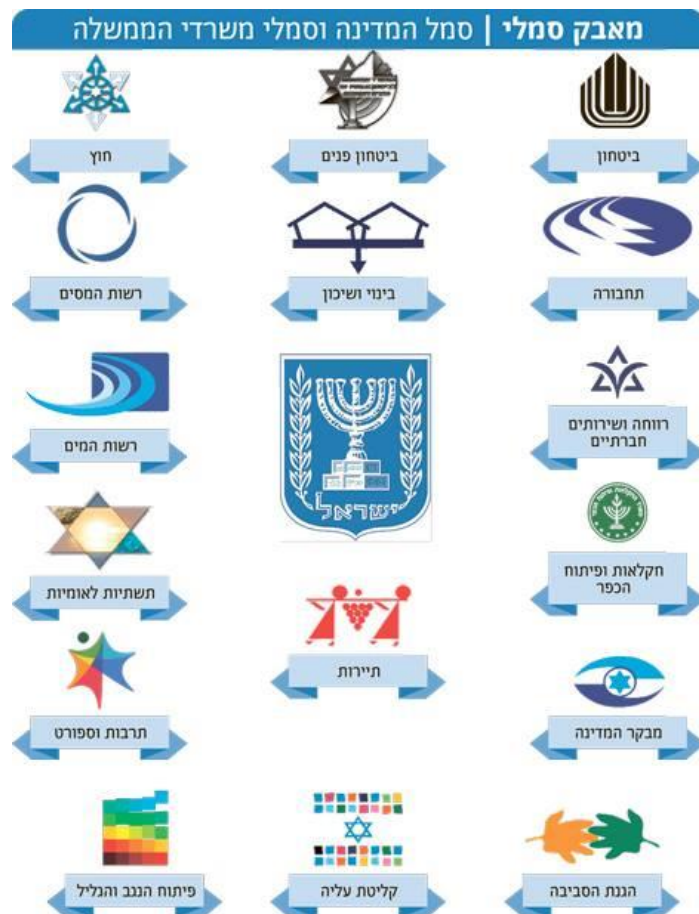 מאבק סמלי | סמל המדינה וסמלי משרדי הממשלה
ביטחון
ביטחון פנים
חוץ
תחבורה
בינוי ושיכון
רשות המסים
רווחה ושירותים
חברתיים
ישראל
רשות המים
חקלאות ופיתוח
הכפר
תשתיות לאומיות
תיירות
מבקר המדינה
תרבות וספורט
הגנת הסביבה
קליטת עליה
פיתוח הנגב והגליל